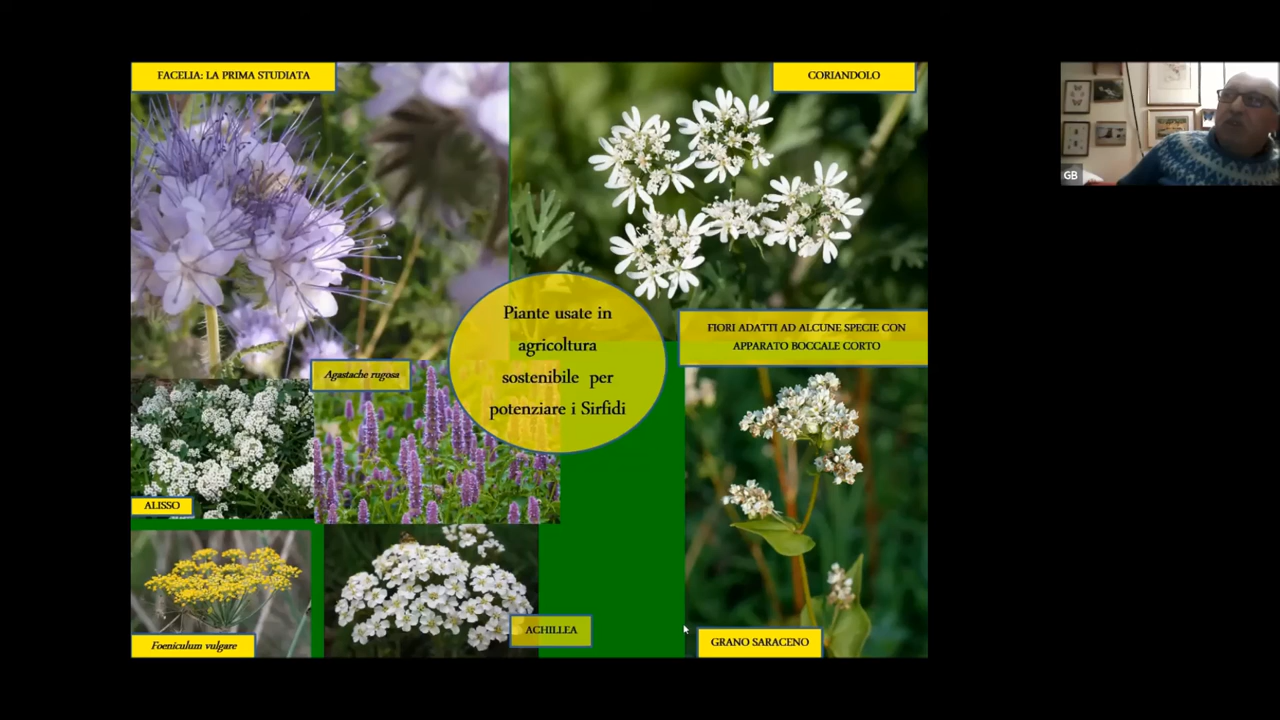 FACELIA: LA PRIMA STUDIATA
CORIANDOLO
GB
Piante usate in
agricoltura
sostenibile per
potenziare i Sirfidi
FIORI ADATTI AD ALCUNE SPECIE CON
APPARATO BOCCALE CORTO
Agastache rugosa
ALISSO
Foeniculum vulgare
ACHILLEA
GRANO SARACENO